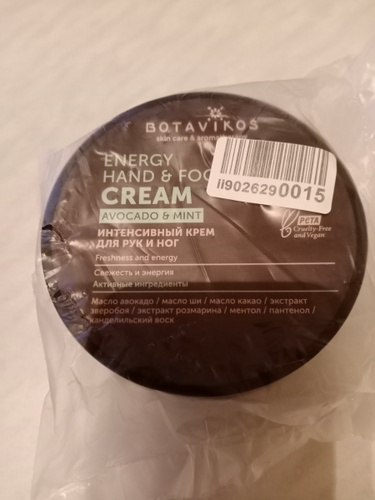 BOTAVIKOS
skin care & aromatherapy
ENERGY
HAND & FOO
CREAM
AVOCADO & MINT
ИНТЕНСИВНЫЙ КРЕМ
ДЛЯ РУК И НОГ
Freshness and energy
Свежесть и энергия
Активные ингредиенты
Масло авокадо / масло ши / масло какао / экстракт
зверобоя / экстракт розмарина / ментол / пантенол /
канделильский воск
ii9026290015
PETA
Cruelty-Free
and Vegan